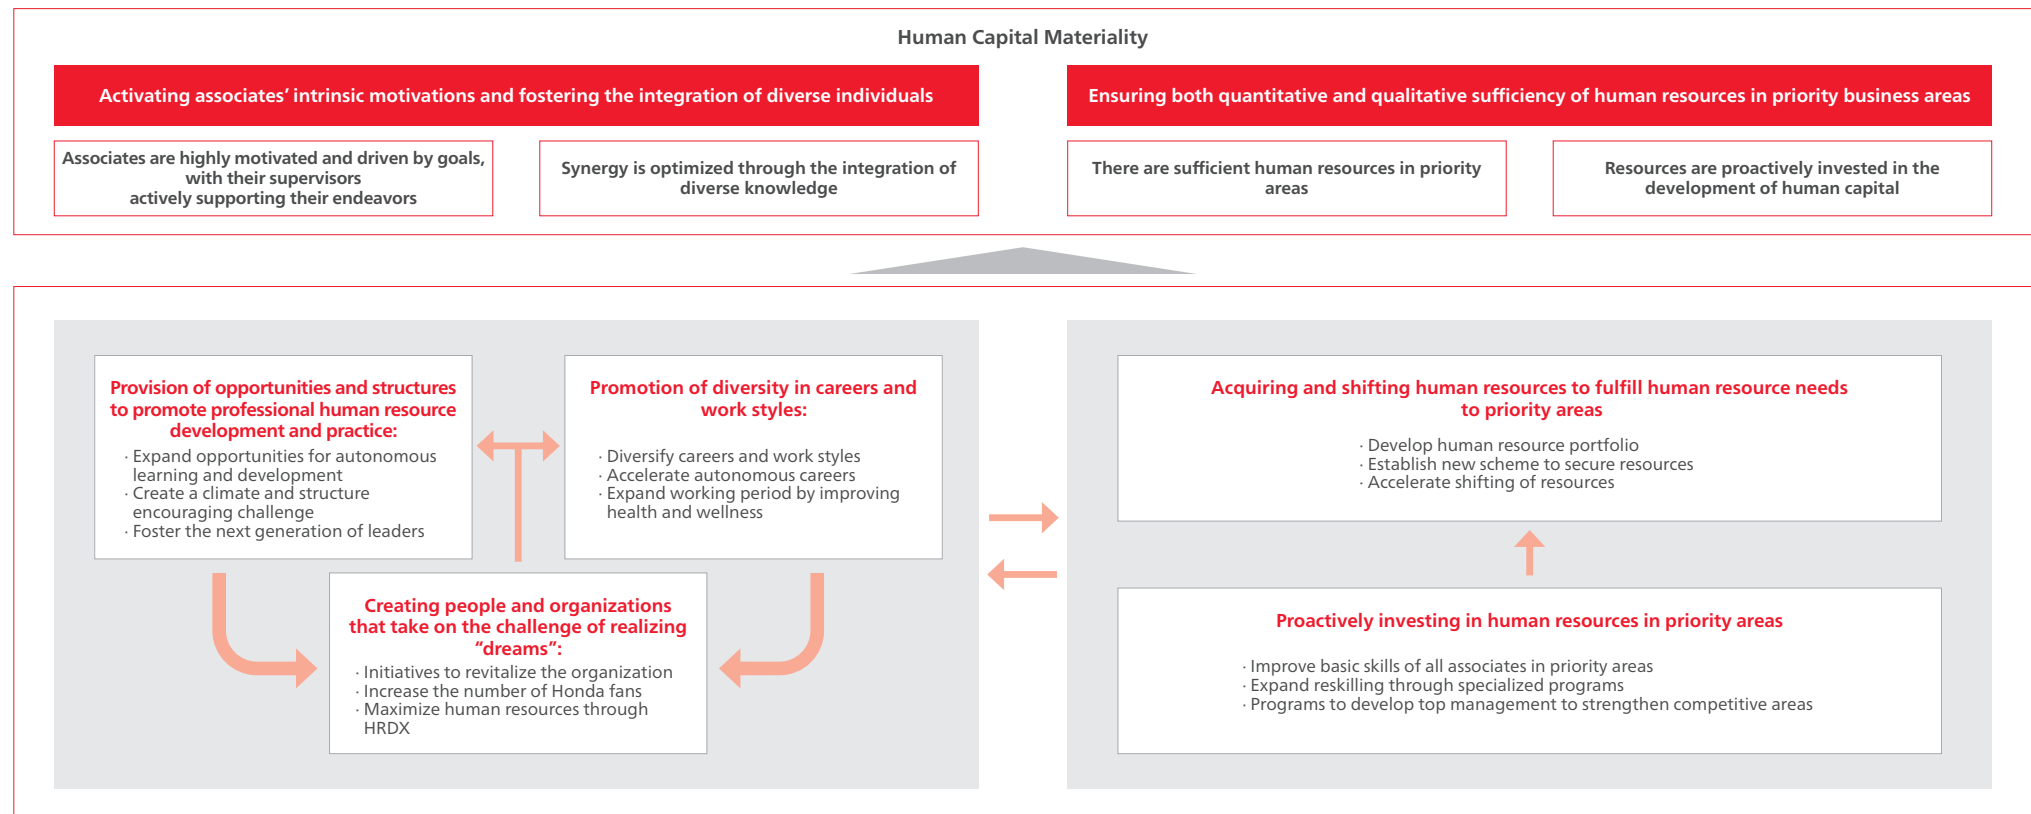 Human Capital Materiality
Activating associates’ intrinsic motivations and fostering the integration of diverse individuals
Associates are highly motivated and driven by goals,
with their supervisors
actively supporting their endeavors
Synergy is optimized through the integration of
diverse knowledge
Ensuring both quantitative and qualitative sufficiency of human resources in priority business areas
There are sufficient human resources in priority
areas
Resources are proactively invested in the
development of human capital
Provision of opportunities and structures
to promote professional human resource
development and practice:
· Expand opportunities for autonomous
learning and development
· Create a climate and structure
encouraging challenge
· Foster the next generation of leaders
Promotion of diversity in careers and
work styles:
· Diversify careers and work styles
· Accelerate autonomous careers
· Expand working period by improving
health and wellness
Creating people and organizations
that take on the challenge of realizing
“dreams”:
· Initiatives to revitalize the organization
· Increase the number of Honda fans
· Maximize human resources through
HRDX
Acquiring and shifting human resources to fulfill human resource needs
to priority areas
· Develop human resource portfolio
· Establish new scheme to secure resources
· Accelerate shifting of resources
Proactively investing in human resources in priority areas
· Improve basic skills of all associates in priority areas
· Expand reskilling through specialized programs
· Programs to develop top management to strengthen competitive areas